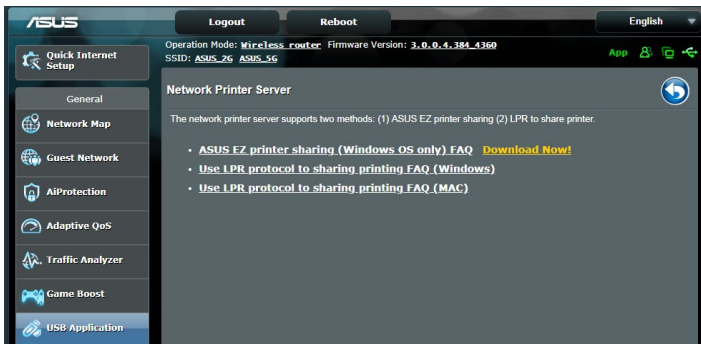 ASUS
Logout
Reboot
English
Quick Internet
Setup
Operation Mode: Wireless router Firmware Version: 3.0.0.4.384_4360
SSID: ASUS_2G ASUS_5G
App
General
Network Map
Guest Network
AiProtection
Adaptive QoS
Traffic Analyzer
Game Boost
USB Application
Network Printer Server
The network printer server supports two methods: (1) ASUS EZ printer sharing (2) LPR to share printer.
ASUS EZ printer sharing (Windows OS only) FAQ Download Now!
Use LPR protocol to sharing printing FAQ (Windows)
Use LPR protocol to sharing printing FAQ (MAC)